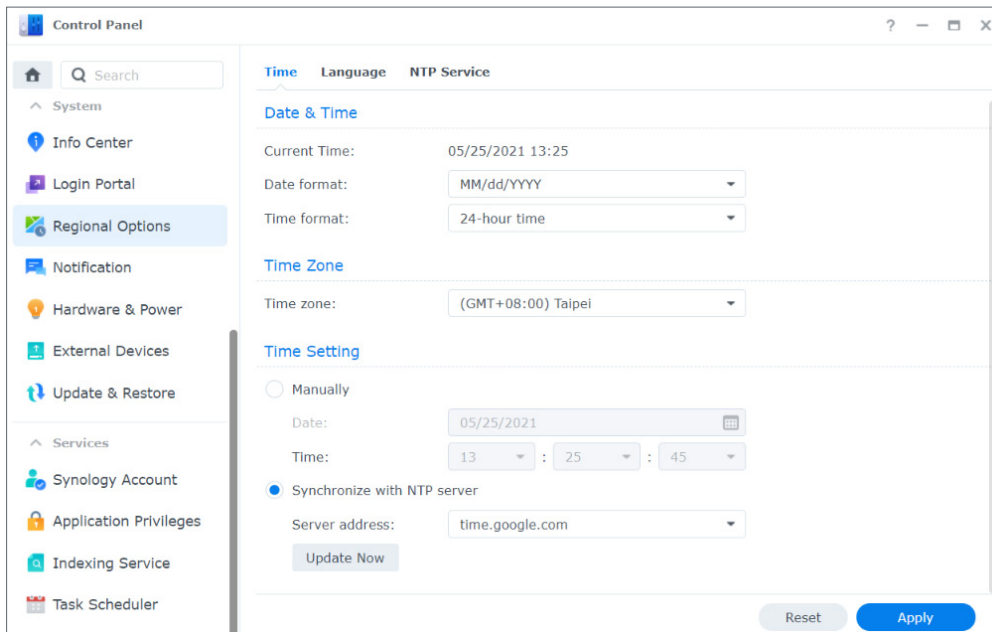 Control Panel
Search
System
Info Center
Login Portal
Regional Options
Notification
Hardware & Power
External Devices
Update & Restore
Services
Synology Account
Application Privileges
Indexing Service
Task Scheduler
Time Language NTP Service
Date & Time
Current Time: 05/25/2021 13:25
Date format: MM/dd/YYYY
Time format: 24-hour time
Time Zone
Time zone: (GMT+08:00) Taipei
Time Setting
Manually
Date: 05/25/2021
Time: 13 : 25 : 45
Synchronize with NTP server
Server address: time.google.com
Update Now
Reset Apply